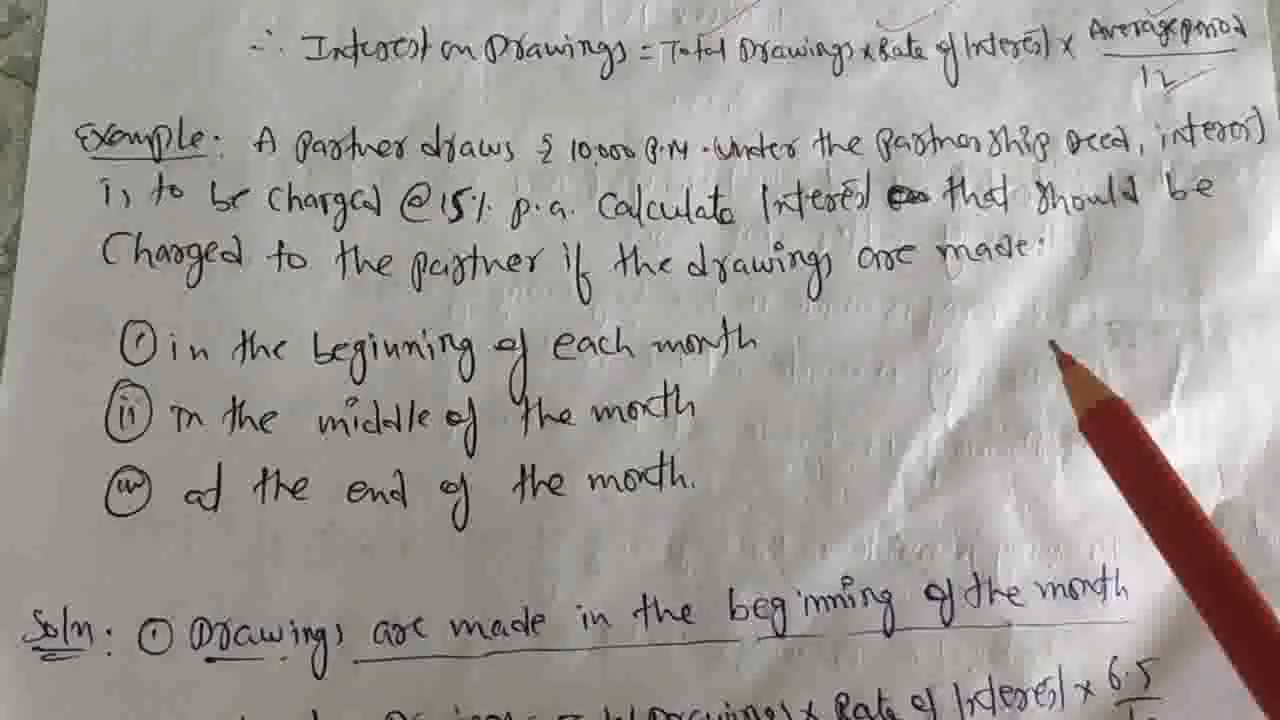 ∴ Interest on Drawings = Total Drawings × Rate of Interest × Average period / 12
Example: A Partner draws ₹ 10,000 P.M. Under the Partnership Deed, interest
is to be charged @ 15% p.a. Calculate Interest that should be
Charged to the partner if the drawings are made:
(i) in the beginning of each month
(ii) in the middle of the month
(iii) at the end of the month.
Soln: (i) Drawings are made in the beginning of the month
Drawings × Rate of Interest × 6.5